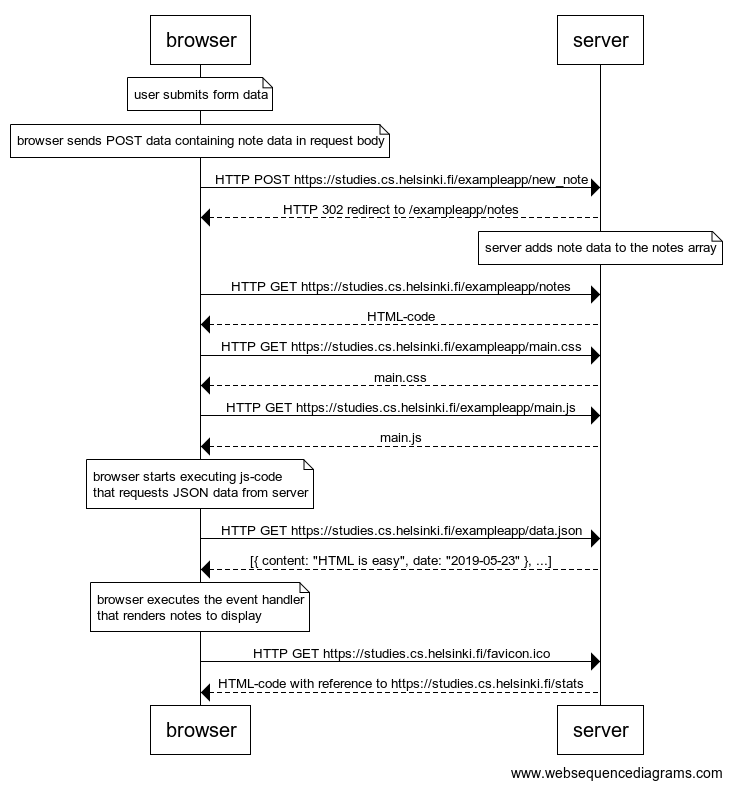 browser server
user submits form data
browser sends POST data containing note data in request body
HTTP POST https://studies.cs.helsinki.fi/exampleapp/new_note
HTTP 302 redirect to /exampleapp/notes
server adds note data to the notes array
HTTP GET https://studies.cs.helsinki.fi/exampleapp/notes
HTML-code
HTTP GET https://studies.cs.helsinki.fi/exampleapp/main.css
main.css
HTTP GET https://studies.cs.helsinki.fi/exampleapp/main.js
main.js
browser starts executing js-code
that requests JSON data from server
HTTP GET https://studies.cs.helsinki.fi/exampleapp/data.json
[{ content: "HTML is easy", date: "2019-05-23" }, ...]
browser executes the event handler
that renders notes to display
HTTP GET https://studies.cs.helsinki.fi/favicon.ico
HTML-code with reference to https://studies.cs.helsinki.fi/stats
browser server
www.websequencediagrams.com